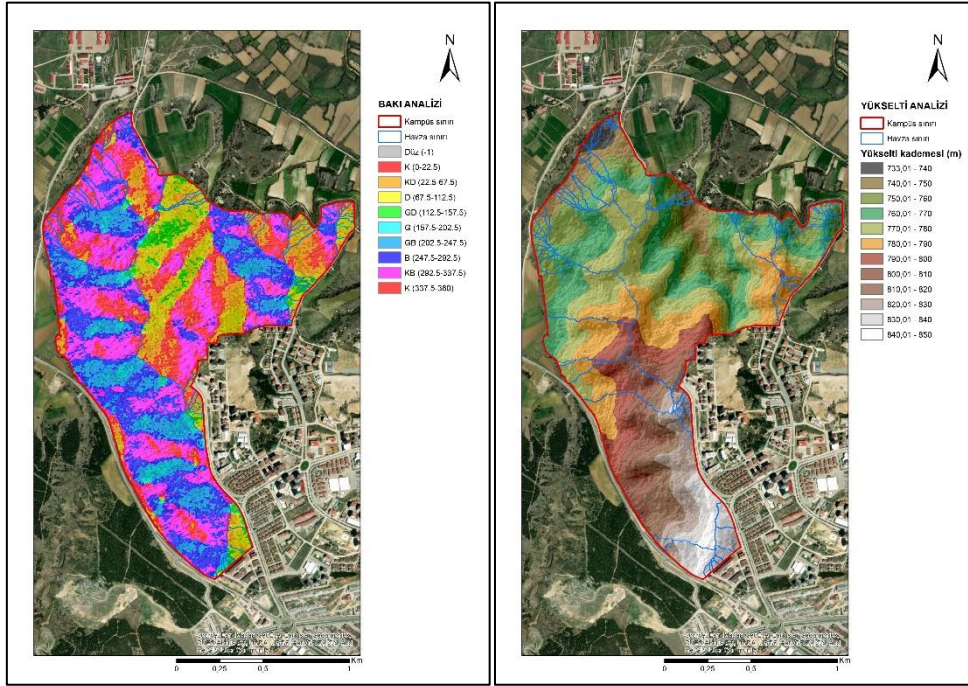 N
BAKI ANALİZİ
Kampüs sınırı
Havza sınırı
Düz (-1)
K (0-22.5)
KD (22.5-67.5)
D (67.5-112.5)
GD (112.5-157.5)
G (157.5-202.5)
GB (202.5-247.5)
B (247.5-292.5)
KB (292.5-337.5)
K (337.5-360)
Km
0 0,25 0,5 1
N
YÜKSELTİ ANALİZİ
Kampüs sınırı
Havza sınırı
Yükselti kademesi (m)
733,01 - 740
740,01 - 750
750,01 - 760
760,01 - 770
770,01 - 780
780,01 - 790
790,01 - 800
800,01 - 810
810,01 - 820
820,01 - 830
830,01 - 840
840,01 - 850
Km
0 0,25 0,5 1